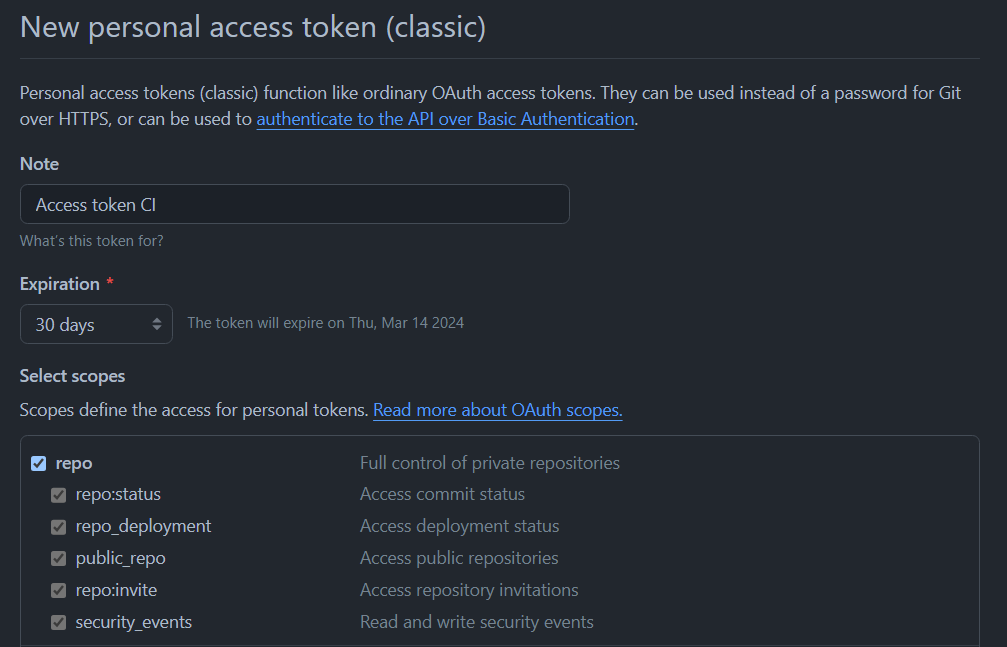 New personal access token (classic)
Personal access tokens (classic) function like ordinary OAuth access tokens. They can be used instead of a password for Git
over HTTPS, or can be used to authenticate to the API over Basic Authentication.
Note
Access token CI
What's this token for?
Expiration *
30 days The token will expire on Thu, Mar 14 2024
Select scopes
Scopes define the access for personal tokens. Read more about OAuth scopes.
repo Full control of private repositories
repo:status Access commit status
repo_deployment Access deployment status
public_repo Access public repositories
repo:invite Access repository invitations
security_events Read and write security events